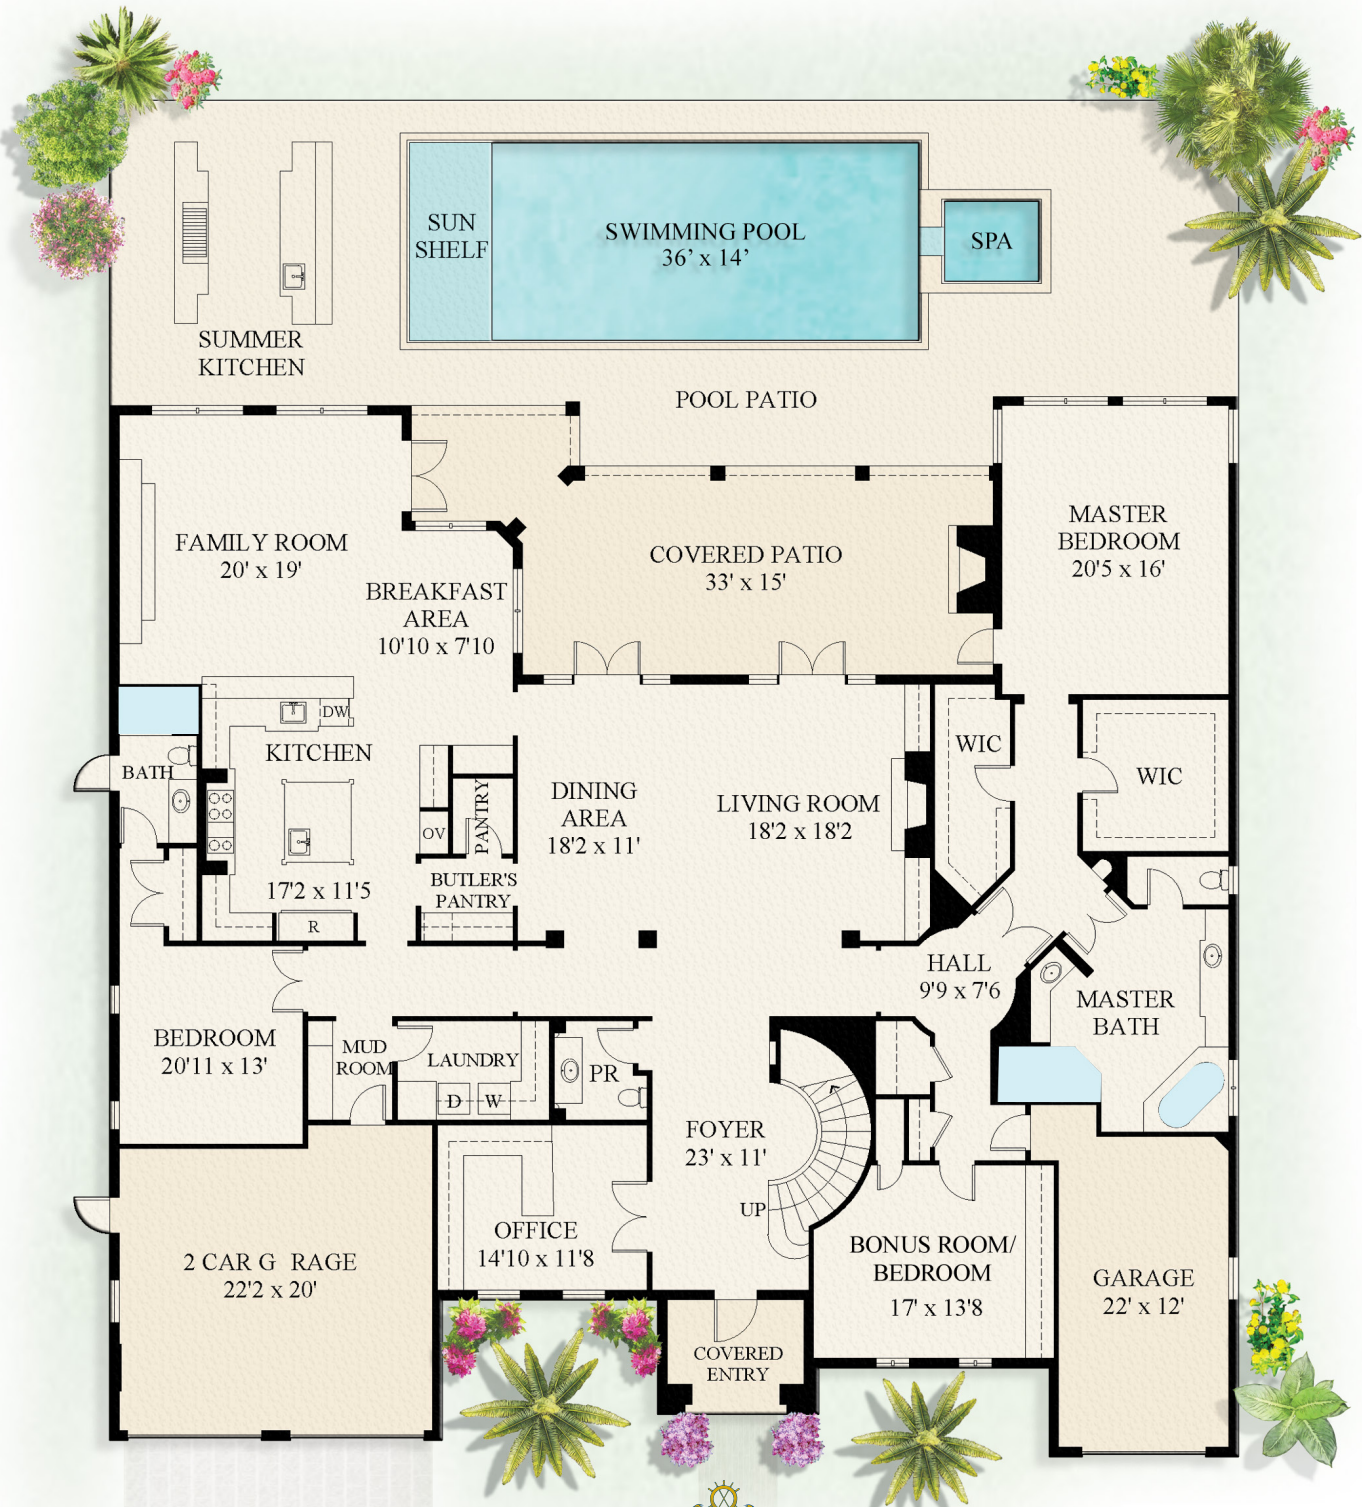 SUN
SHELF
SWIMMING POOL
36’ x 14’
SPA
SUMMER
KITCHEN
POOL PATIO
FAMILY ROOM
20' x 19'
BREAKFAST
AREA
10'10 x 7'10
COVERED PATIO
33' x 15'
MASTER
BEDROOM
20'5 x 16'
DW
KITCHEN
17'2 x 11'5
BATH
OV
PANTRY
BUTLER'S
PANTRY
R
DINING
AREA
18'2 x 11'
LIVING ROOM
18'2 x 18'2
WIC
WIC
HALL
9'9 x 7'6
MASTER
BATH
BEDROOM
20'11 x 13'
MUD
ROOM
LAUNDRY
D
W
PR
FOYER
23' x 11'
UP
OFFICE
14'10 x 11'8
2 CAR G RAGE
22'2 x 20'
BONUS ROOM/
BEDROOM
17' x 13'8
GARAGE
22' x 12'
COVERED
ENTRY